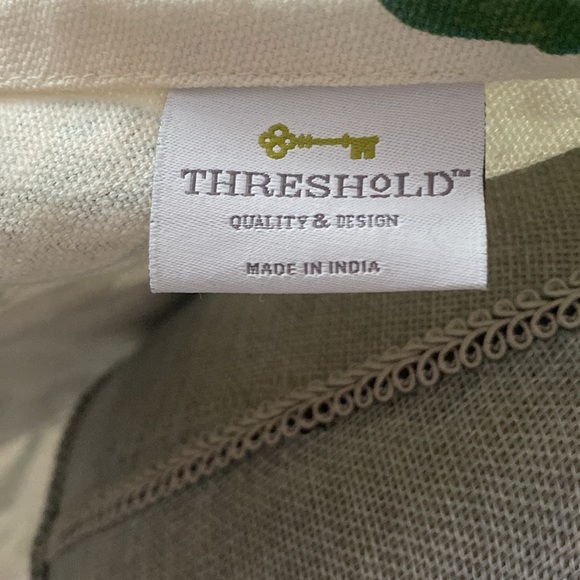 THRESHOLD™
QUALITY & DESIGN
MADE IN INDIA